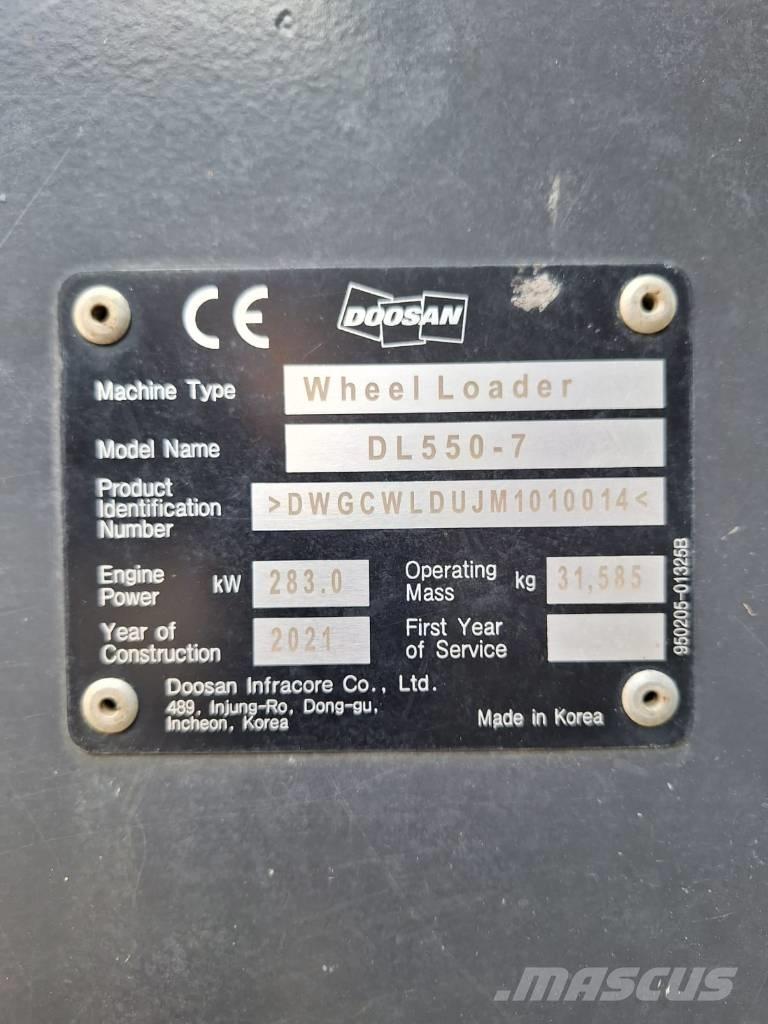 CE DOOSAN
Machine Type Wheel Loader
Model Name DL550-7
Product
Identification
Number >DWGCWLDUJM1010014<
Engine
Power kW 283.0
Operating
Mass kg 31,585
Year of
Construction 2021
First Year
of Service
Doosan Infracore Co., Ltd.
489, Injung-Ro, Dong-gu,
Incheon, Korea
Made in Korea
950205-01325B
MASCUS